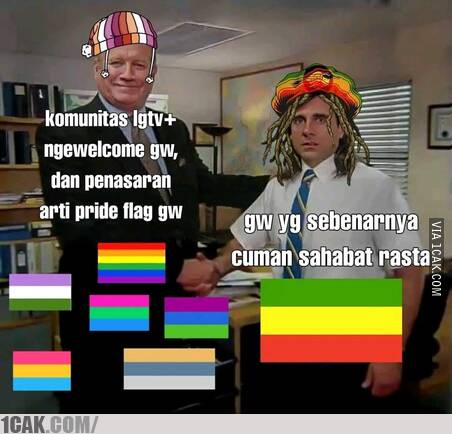 komunitas lgtv+
ngewelcome gw,
dan penasaran
arti pride flag gw
gw yg sebenarnya
cuman sahabat rasta
VIA 1CAK.COM
1CAK.COM/